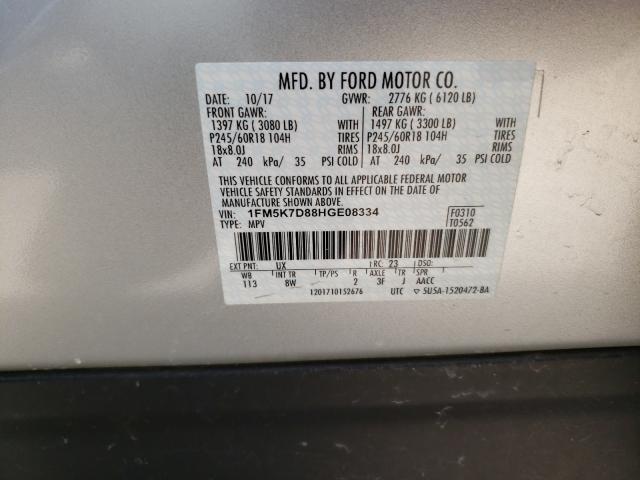 MFD. BY FORD MOTOR CO.
DATE: 10/17 GVWR: 2776 KG ( 6120 LB)
FRONT GAWR: REAR GAWR:
1397 KG ( 3080 LB) WITH 1497 KG ( 3300 LB) WITH
P245/60R18 104H TIRES P245/60R18 104H TIRES
18x8.0J RIMS 18x8.0J RIMS
AT 240 kPa/ 35 PSI COLD AT 240 kPa/ 35 PSI COLD
THIS VEHICLE CONFORMS TO ALL APPLICABLE FEDERAL MOTOR
VEHICLE SAFETY STANDARDS IN EFFECT ON THE DATE OF
MANUFACTURE SHOWN ABOVE.
VIN: 1FM5K7D88HGE08334 F0310
TYPE: MPV T0562
EXT PNT: UX RC: 23 DSO:
WB INT TR TP/PS R AXLE TR SPR
113 8W 2 3F J AACC
1201710152676 UTC ▽ 5U5A-1520472-BA